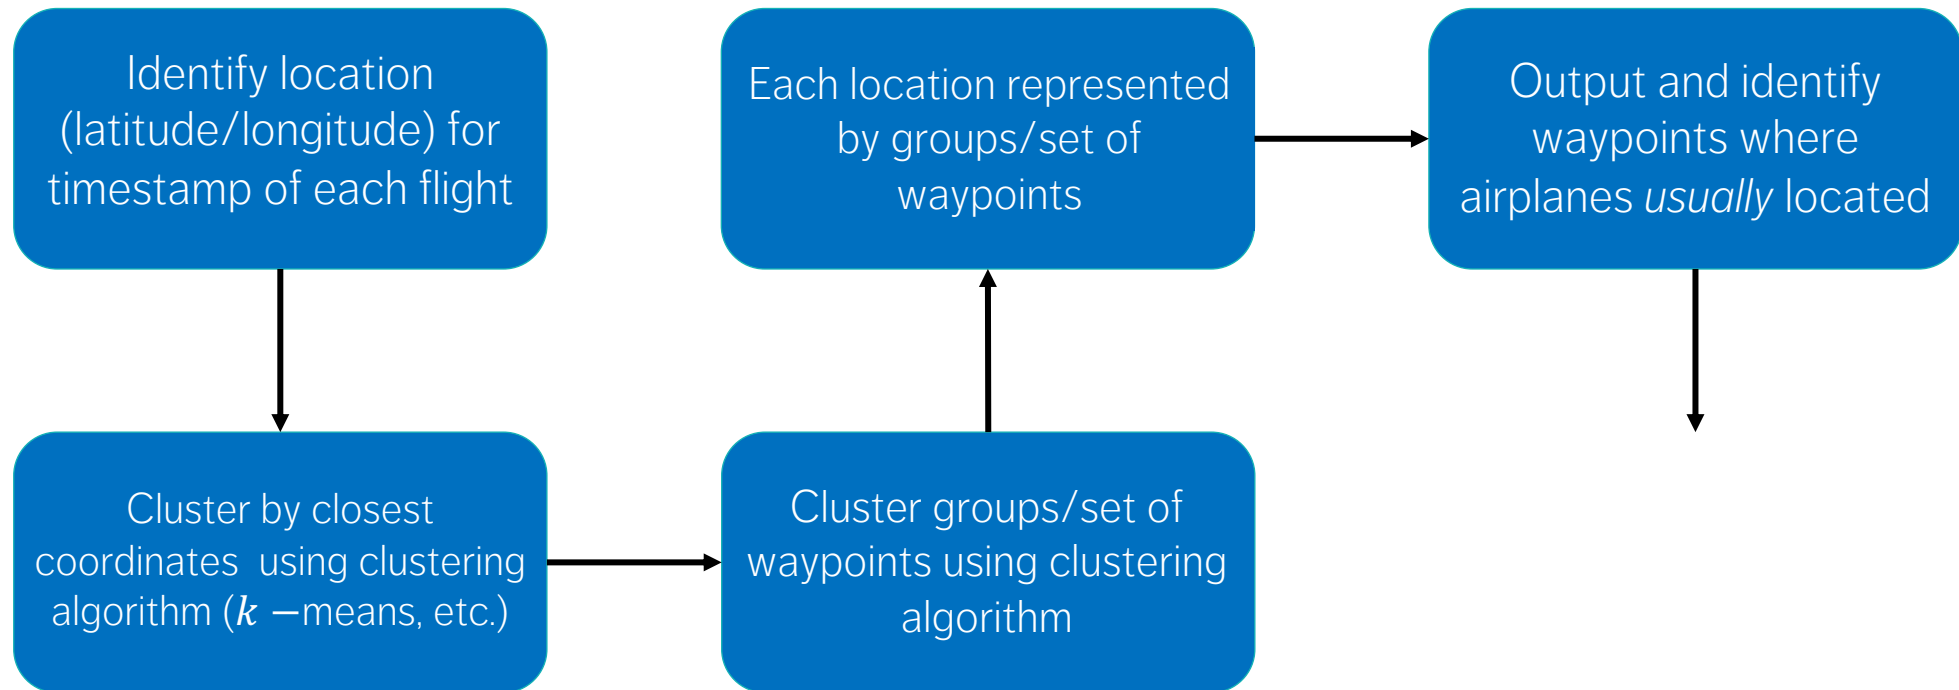 Identify location
(latitude/longitude) for
timestamp of each flight
Cluster by closest
coordinates  using clustering
algorithm (k −means, etc.)
Cluster groups/set of
waypoints using clustering
algorithm
Each location represented
by groups/set of
waypoints
Output and identify
waypoints where
airplanes usually located